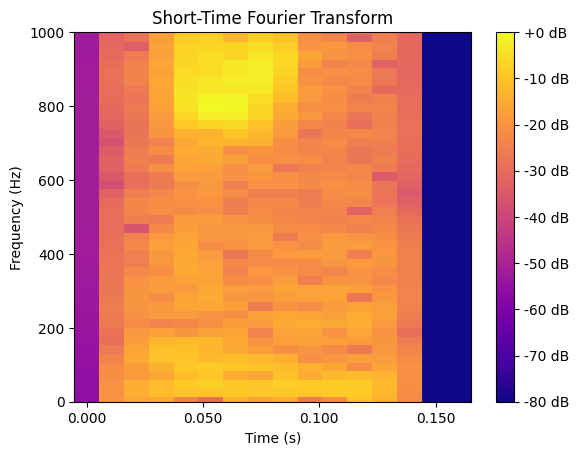 Short-Time Fourier Transform
1000
800
600
400
200
0
Frequency (Hz)
0.000
0.050
0.100
0.150
Time (s)
+0 dB
-10 dB
-20 dB
-30 dB
-40 dB
-50 dB
-60 dB
-70 dB
-80 dB